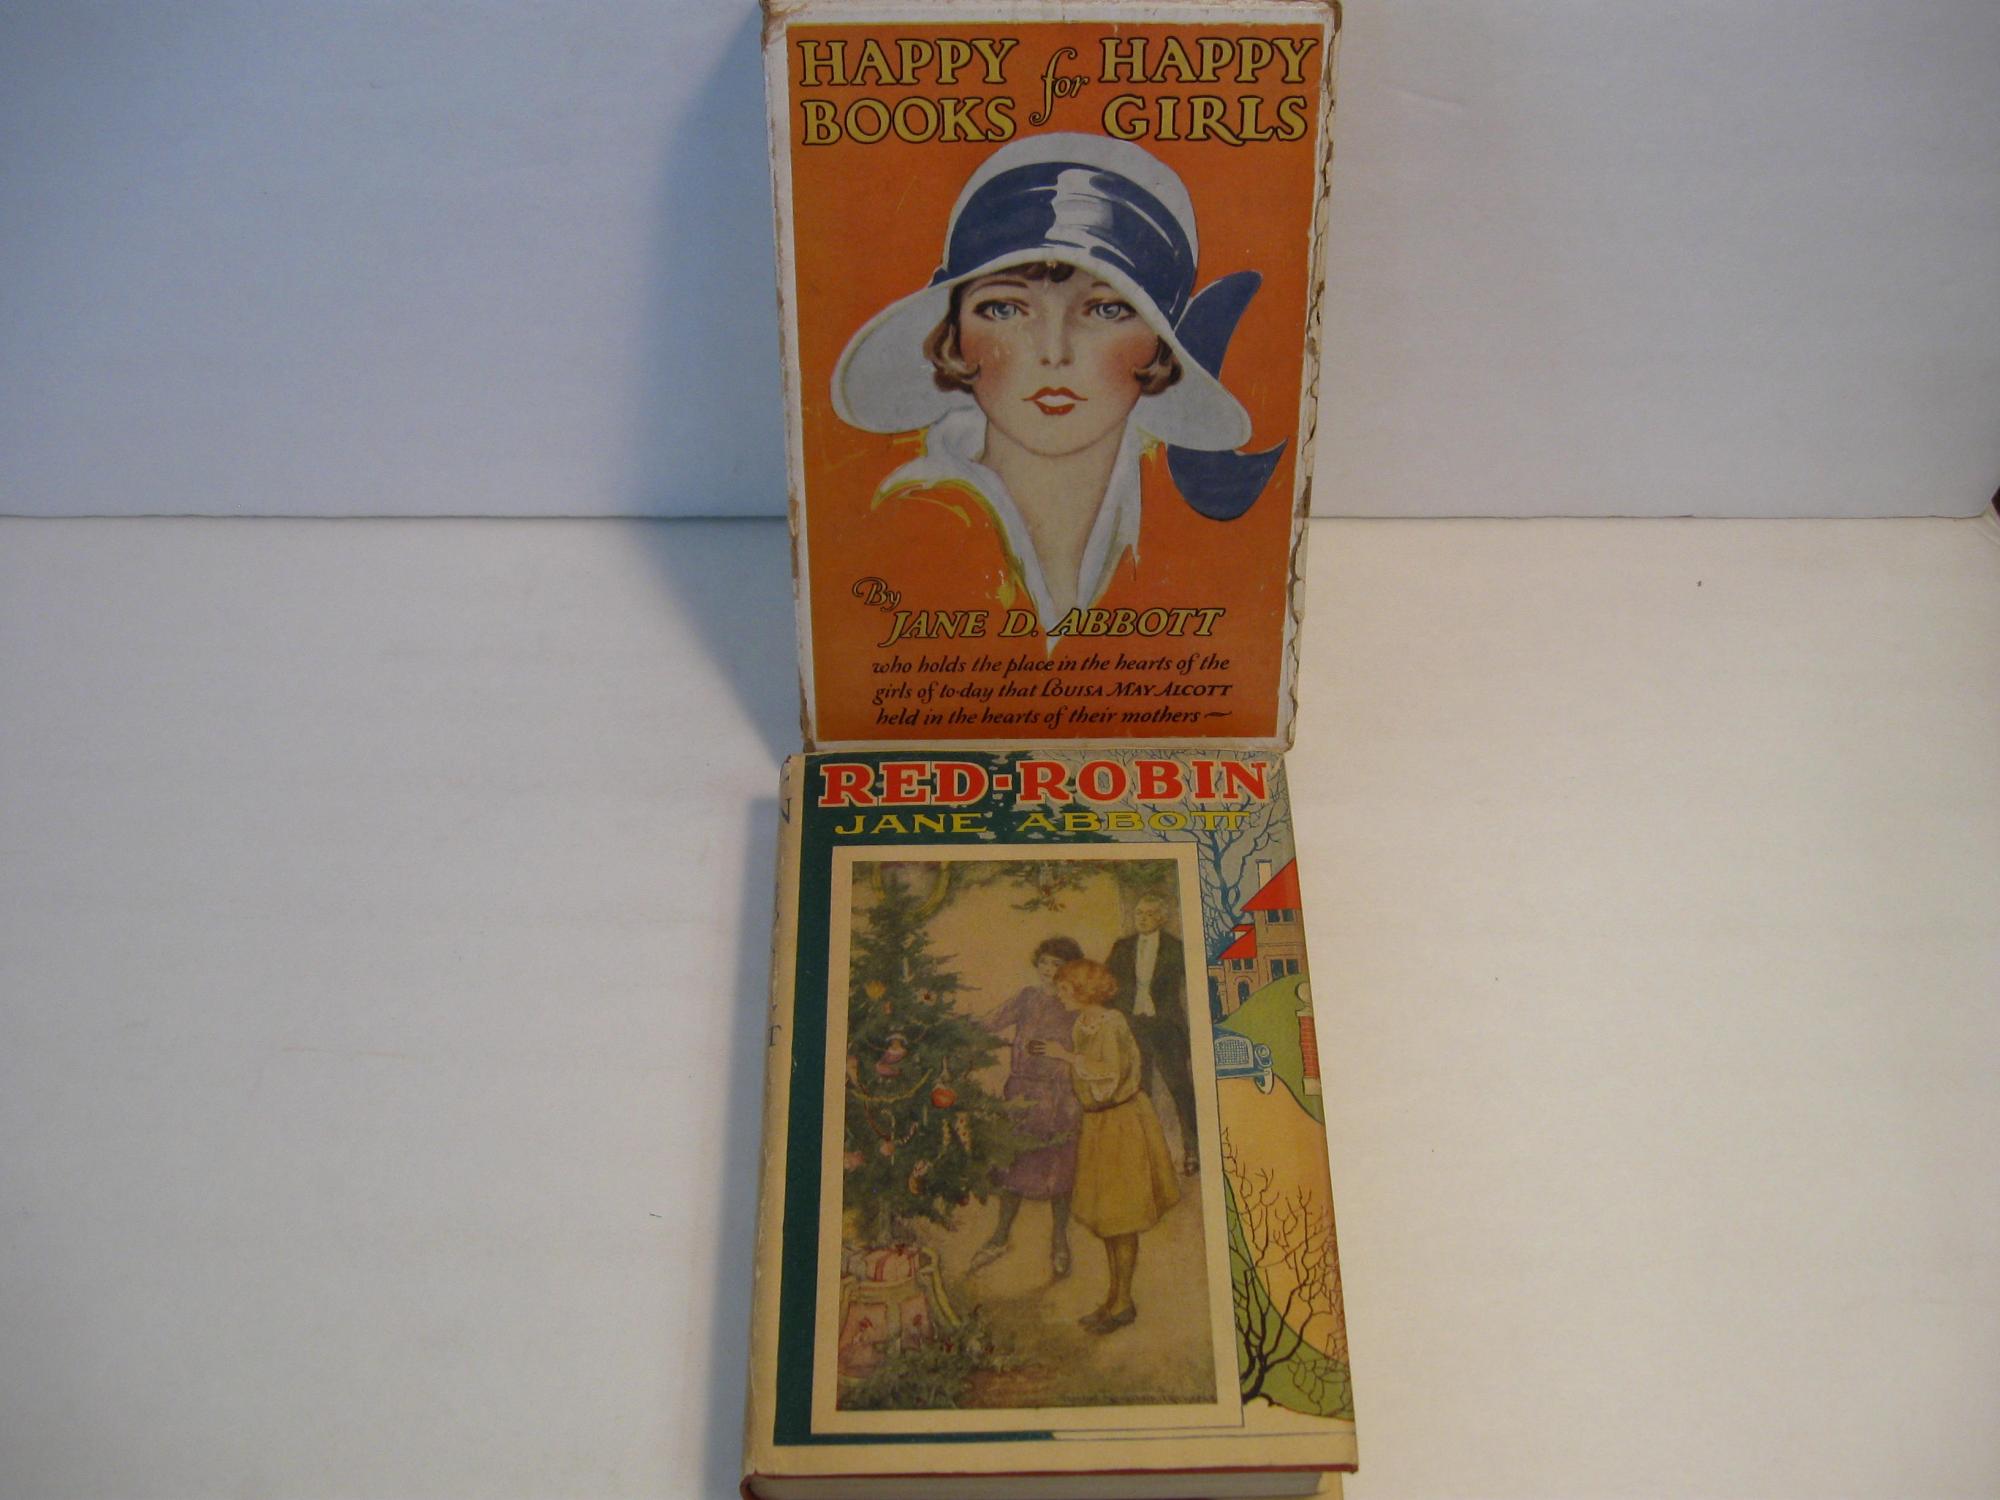 HAPPY for HAPPY
BOOKS GIRLS
By
JANE D. ABBOTT
who holds the place in the hearts of the
girls of to-day that LOUISA MAY ALCOTT
held in the hearts of their mothers ~
RED-ROBIN
JANE ABBOTT